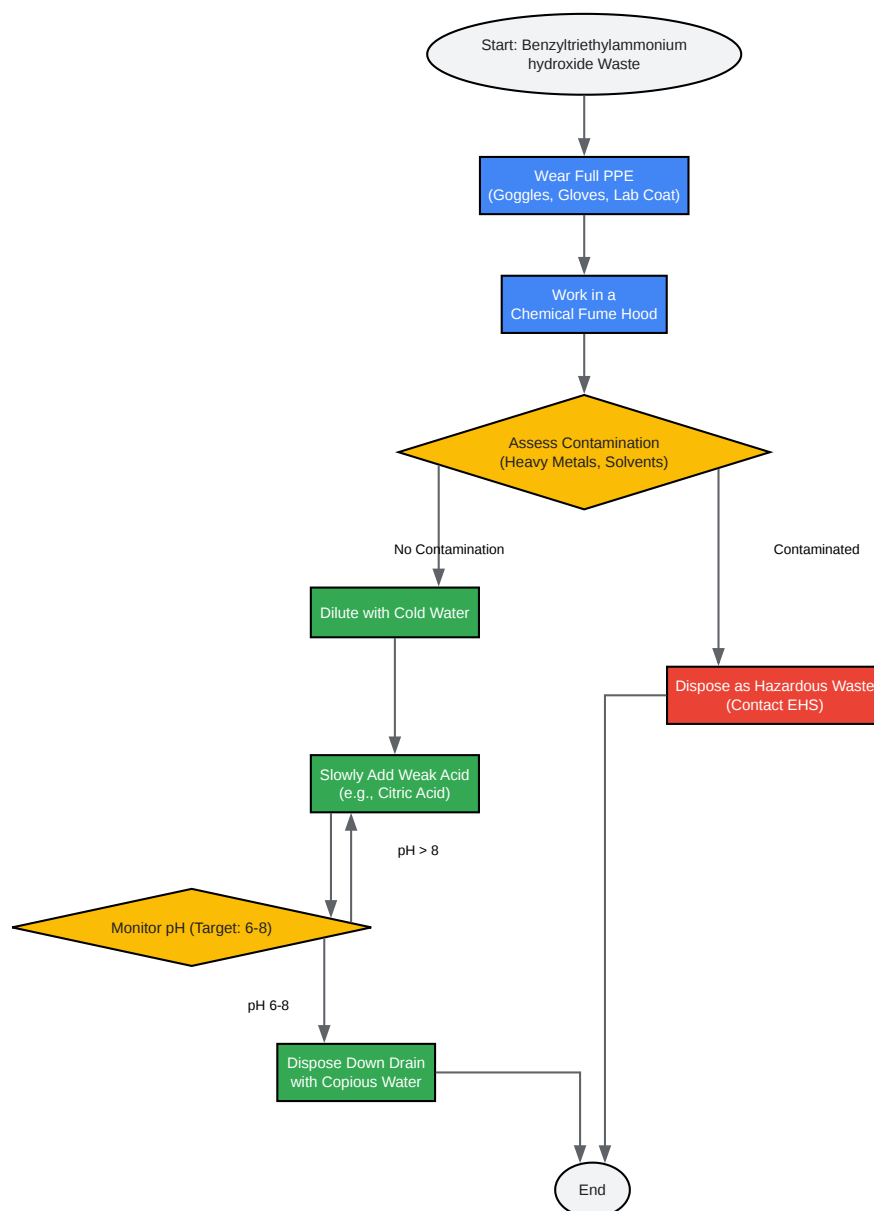 Start: Benzyltriethylammonium
hydroxide Waste
Wear Full PPE
(Goggles, Gloves, Lab Coat)
Work in a
Chemical Fume Hood
Assess Contamination
(Heavy Metals, Solvents)
No Contamination
Contaminated
Dilute with Cold Water
Dispose as Hazardous Waste
(Contact EHS)
Slowly Add Weak Acid
(e.g., Citric Acid)
pH > 8
Monitor pH (Target: 6-8)
pH 6-8
Dispose Down Drain
with Copious Water
End